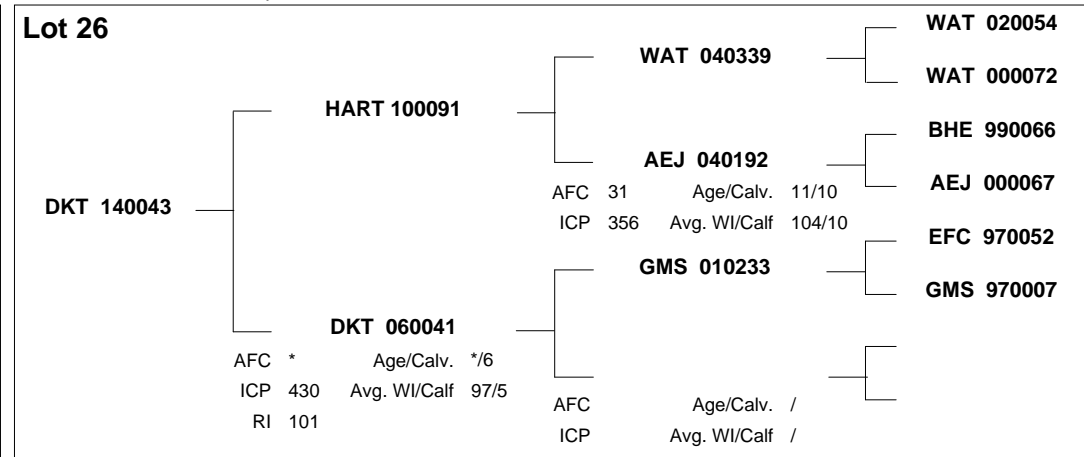 Lot 26
WAT 020054
WAT 040339
WAT 000072
HART 100091
BHE 990066
AEJ 040192
AFC 31 Age/Calv. 11/10
AEJ 000067
DKT 140043
ICP 356 Avg. WI/Calf 104/10
EFC 970052
GMS 010233
GMS 970007
DKT 060041
AFC * Age/Calv. */6
ICP 430 Avg. WI/Calf 97/5
AFC Age/Calv. /
RI 101
ICP Avg. WI/Calf /